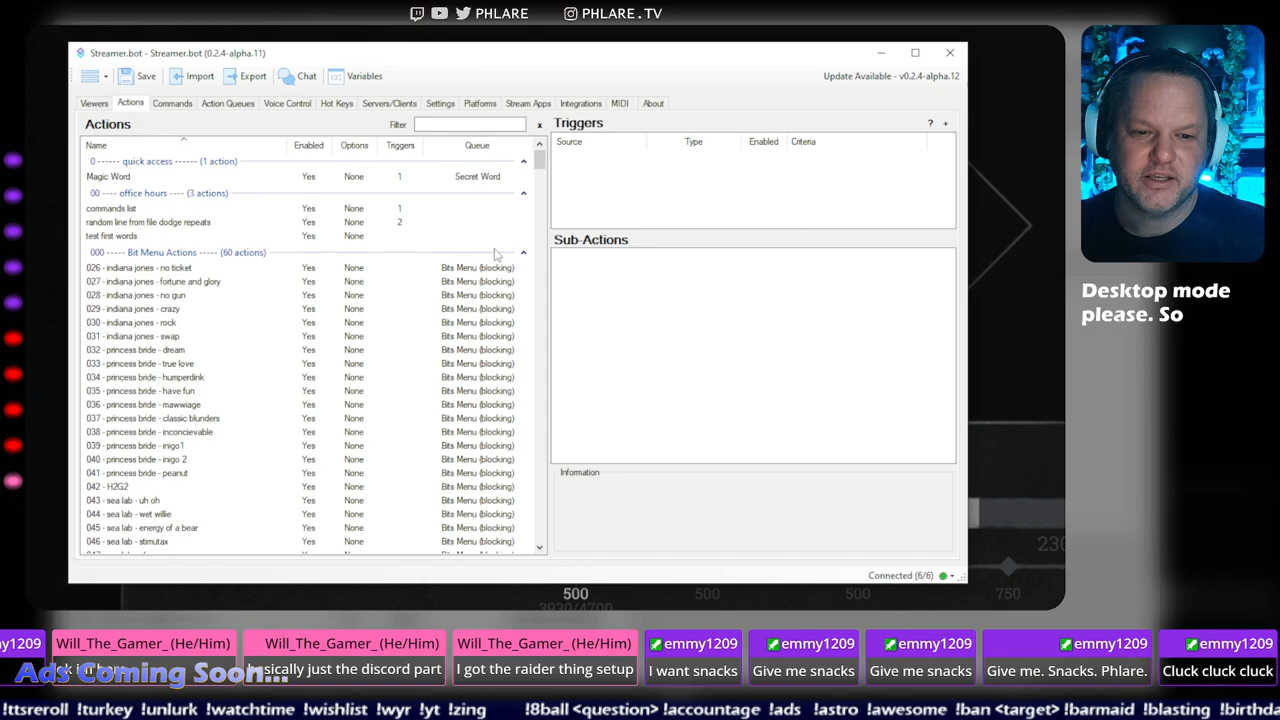 PHLARE PHLARE.TV
Streamer.bot - Streamer.bot (0.2.4-alpha.11)
Save Import Export Chat Variables Update Available - v0.2.4-alpha.12
Viewers Actions Commands Action Queues Voice Control Hot Keys Servers/Clients Settings Platforms Stream Apps Integrations MIDI About
Actions Filter x
Name Enabled Options Triggers Queue
0 ------ quick access ------ (1 action)
Magic Word Yes None 1 Secret Word
00 ---- office hours ---- (3 actions)
commands list Yes None 1
random line from file dodge repeats Yes None 2
test first words Yes None
000 ----- Bit Menu Actions ----- (60 actions)
026 - indiana jones - no ticket Yes None Bits Menu (blocking)
027 - indiana jones - fortune and glory Yes None Bits Menu (blocking)
028 - indiana jones - no gun Yes None Bits Menu (blocking)
029 - indiana jones - crazy Yes None Bits Menu (blocking)
030 - indiana jones - rock Yes None Bits Menu (blocking)
031 - indiana jones - swap Yes None Bits Menu (blocking)
032 - princess bride - dream Yes None Bits Menu (blocking)
033 - princess bride - true love Yes None Bits Menu (blocking)
034 - princess bride - humperdink Yes None Bits Menu (blocking)
035 - princess bride - have fun Yes None Bits Menu (blocking)
036 - princess bride - mawwiage Yes None Bits Menu (blocking)
037 - princess bride - classic blunders Yes None Bits Menu (blocking)
038 - princess bride - inconcievable Yes None Bits Menu (blocking)
039 - princess bride - inigo1 Yes None Bits Menu (blocking)
040 - princess bride - inigo 2 Yes None Bits Menu (blocking)
041 - princess bride - peanut Yes None Bits Menu (blocking)
042 - H2G2 Yes None Bits Menu (blocking)
043 - sea lab - uh oh Yes None Bits Menu (blocking)
044 - sea lab - wet willie Yes None Bits Menu (blocking)
045 - sea lab - energy of a bear Yes None Bits Menu (blocking)
046 - sea lab - stimutax Yes None Bits Menu (blocking)
Triggers ? +
Source Type Enabled Criteria
Sub-Actions
Information
Connected (6/6)
Desktop mode
please. So
230
500 500 500 750
3930/4700
my1209 Will_The_Gamer_ (He/Him) Will_The_Gamer_ (He/Him) Will_The_Gamer_ (He/Him) emmy1209 emmy1209 emmy1209 emmy1209 emmy1209
basically just the discord part I got the raider thing setup I want snacks Give me snacks Give me snacks Give me. Snacks. Phlare. Cluck cluck cluck
Ads Coming Soon...
!ttsreroll !turkey !unlurk !watchtime !wishlist !wyr !yt !zing !8ball <question> !accountage !ads !astro !awesome !ban <target> !barmaid !blasting !birthda